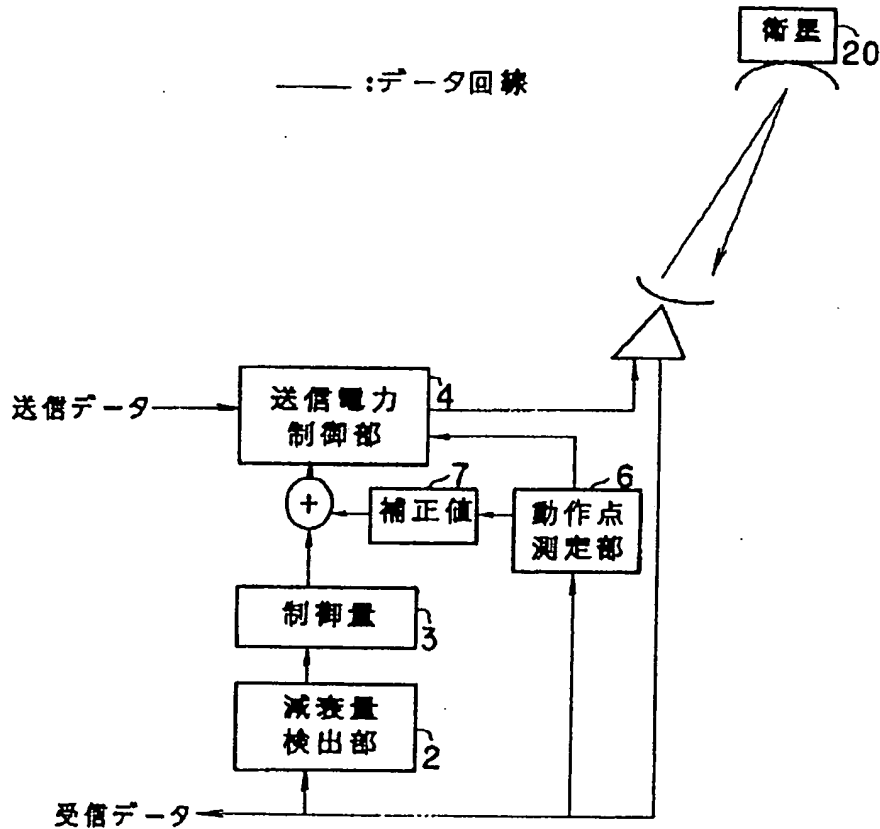 衛星
20
:データ回線
送信電力
制御部
4
送信データ
7
補正値
6
動作点
測定部
+
制御量
3
減衰量
検出部
2
受信データ